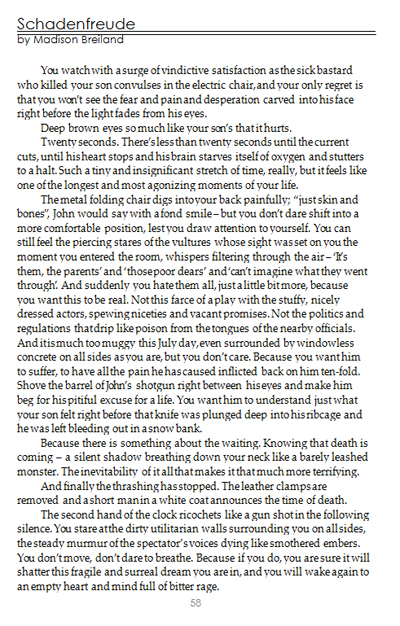 Schadenfreude
by Madison Breiland
You watch with a surge of vindictive satisfaction as the sick bastard
who killed your son convulses in the electric chair, and your only regret is
that you won't see the fear and pain and desperation carved into his face
right before the light fades from his eyes.
Deep brown eyes so much like your son's that it hurts.
Twenty seconds. There's less than twenty seconds until the current
cuts, until his heart stops and his brain starves itself of oxygen and stutters
to a halt. Such a tiny and insignificant stretch of time, really, but it feels like
one of the longest and most agonizing moments of your life.
The metal folding chair digs into your back painfully; "just skin and
bones", John would say with a fond smile – but you don't dare shift into a
more comfortable position, lest you draw attention to yourself. You can
still feel the piercing stares of the vultures whose sight was set on you the
moment you entered the room, whispers filtering through the air – 'It's
them, the parents' and 'those poor dears' and 'can't imagine what they went
through'. And suddenly you hate them all, just a little bit more, because
you want this to be real. Not this farce of a play with the stuffy, nicely
dressed actors, spewing niceties and vacant promises. Not the politics and
regulations that drip like poison from the tongues of the nearby officials.
And it is much too muggy this July day, even surrounded by windowless
concrete on all sides as you are, but you don't care. Because you want him
to suffer, to have all the pain he has caused inflicted back on him ten-fold.
Shove the barrel of John's shotgun right between his eyes and make him
beg for his pitiful excuse for a life. You want him to understand just what
your son felt right before that knife was plunged deep into his ribcage and
he was left bleeding out in a snow bank.
Because there is something about the waiting. Knowing that death is
coming – a silent shadow breathing down your neck like a barely leashed
monster. The inevitability of it all that makes it that much more terrifying.
And finally the thrashing has stopped. The leather clamps are
removed and a short man in a white coat announces the time of death.
The second hand of the clock ricochets like a gun shot in the following
silence. You stare at the dirty utilitarian walls surrounding you on all sides,
the steady murmur of the spectator's voices dying like smothered embers.
You don't move, don't dare to breathe. Because if you do, you are sure it will
shatter this fragile and surreal dream you are in, and you will wake again to
an empty heart and mind full of bitter rage.
58